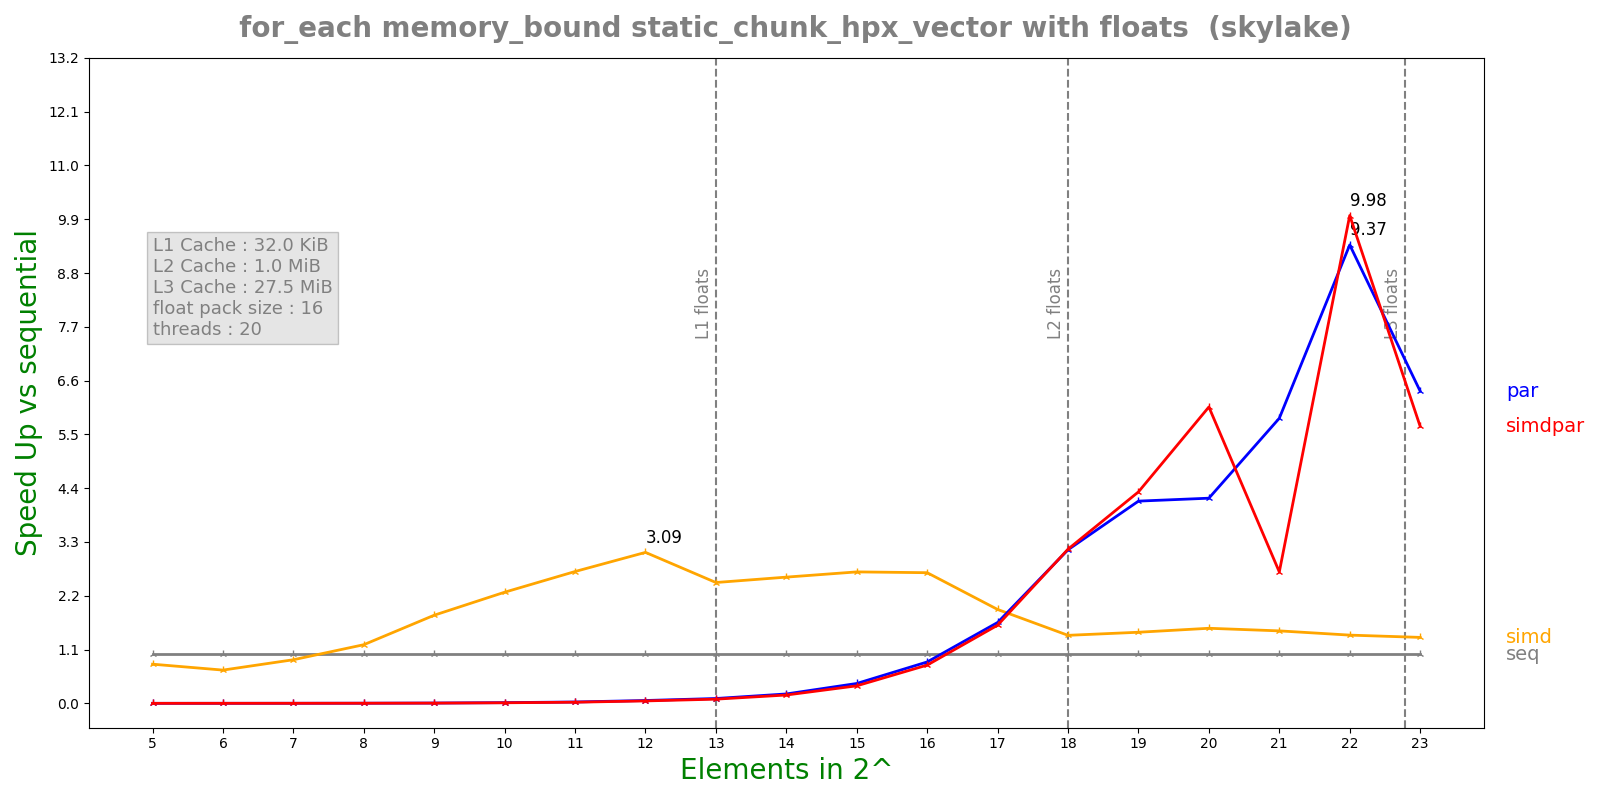 for_each memory_bound static_chunk_hpx_vector with floats (skylake)
Speed Up vs sequential
13.2
12.1
11.0
9.9
8.8
7.7
6.6
5.5
4.4
3.3
2.2
1.1
0.0
L1 Cache : 32.0 KiB
L2 Cache : 1.0 MiB
L3 Cache : 27.5 MiB
float pack size : 16
threads : 20
L1 floats
L2 floats
L3 floats
3.09
9.98
9.37
par
simdpar
simd
seq
5 6 7 8 9 10 11 12 13 14 15 16 17 18 19 20 21 22 23
Elements in 2^